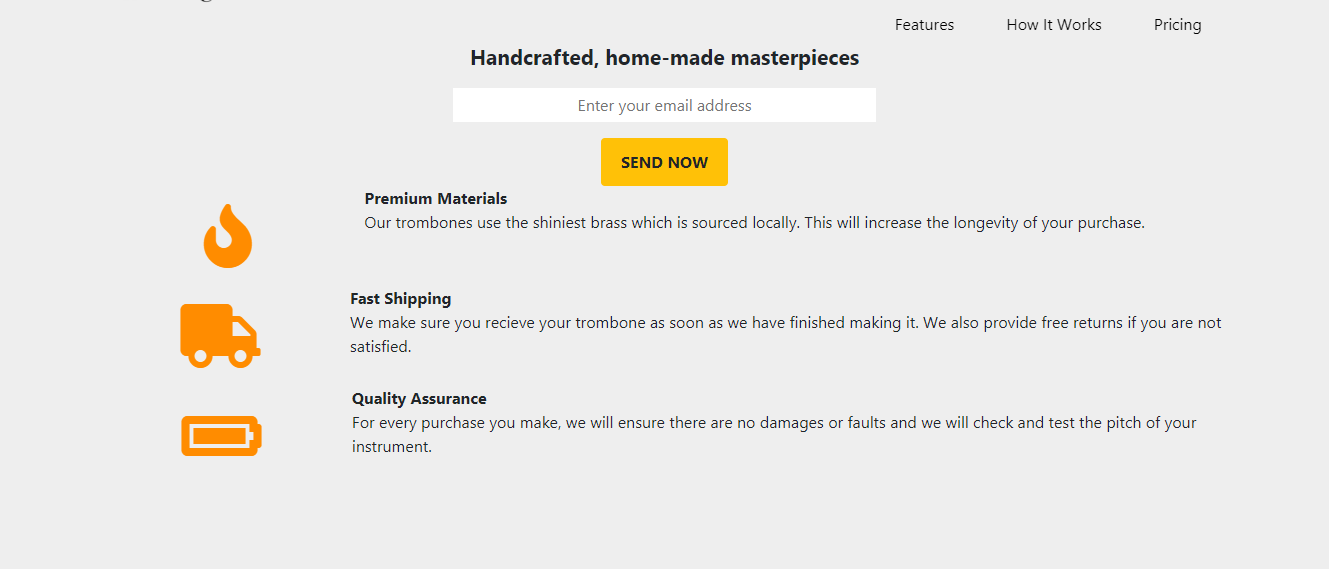 Features How It Works Pricing
Handcrafted, home-made masterpieces
Enter your email address
SEND NOW
Premium Materials
Our trombones use the shiniest brass which is sourced locally. This will increase the longevity of your purchase.
Fast Shipping
We make sure you recieve your trombone as soon as we have finished making it. We also provide free returns if you are not
satisfied.
Quality Assurance
For every purchase you make, we will ensure there are no damages or faults and we will check and test the pitch of your
instrument.